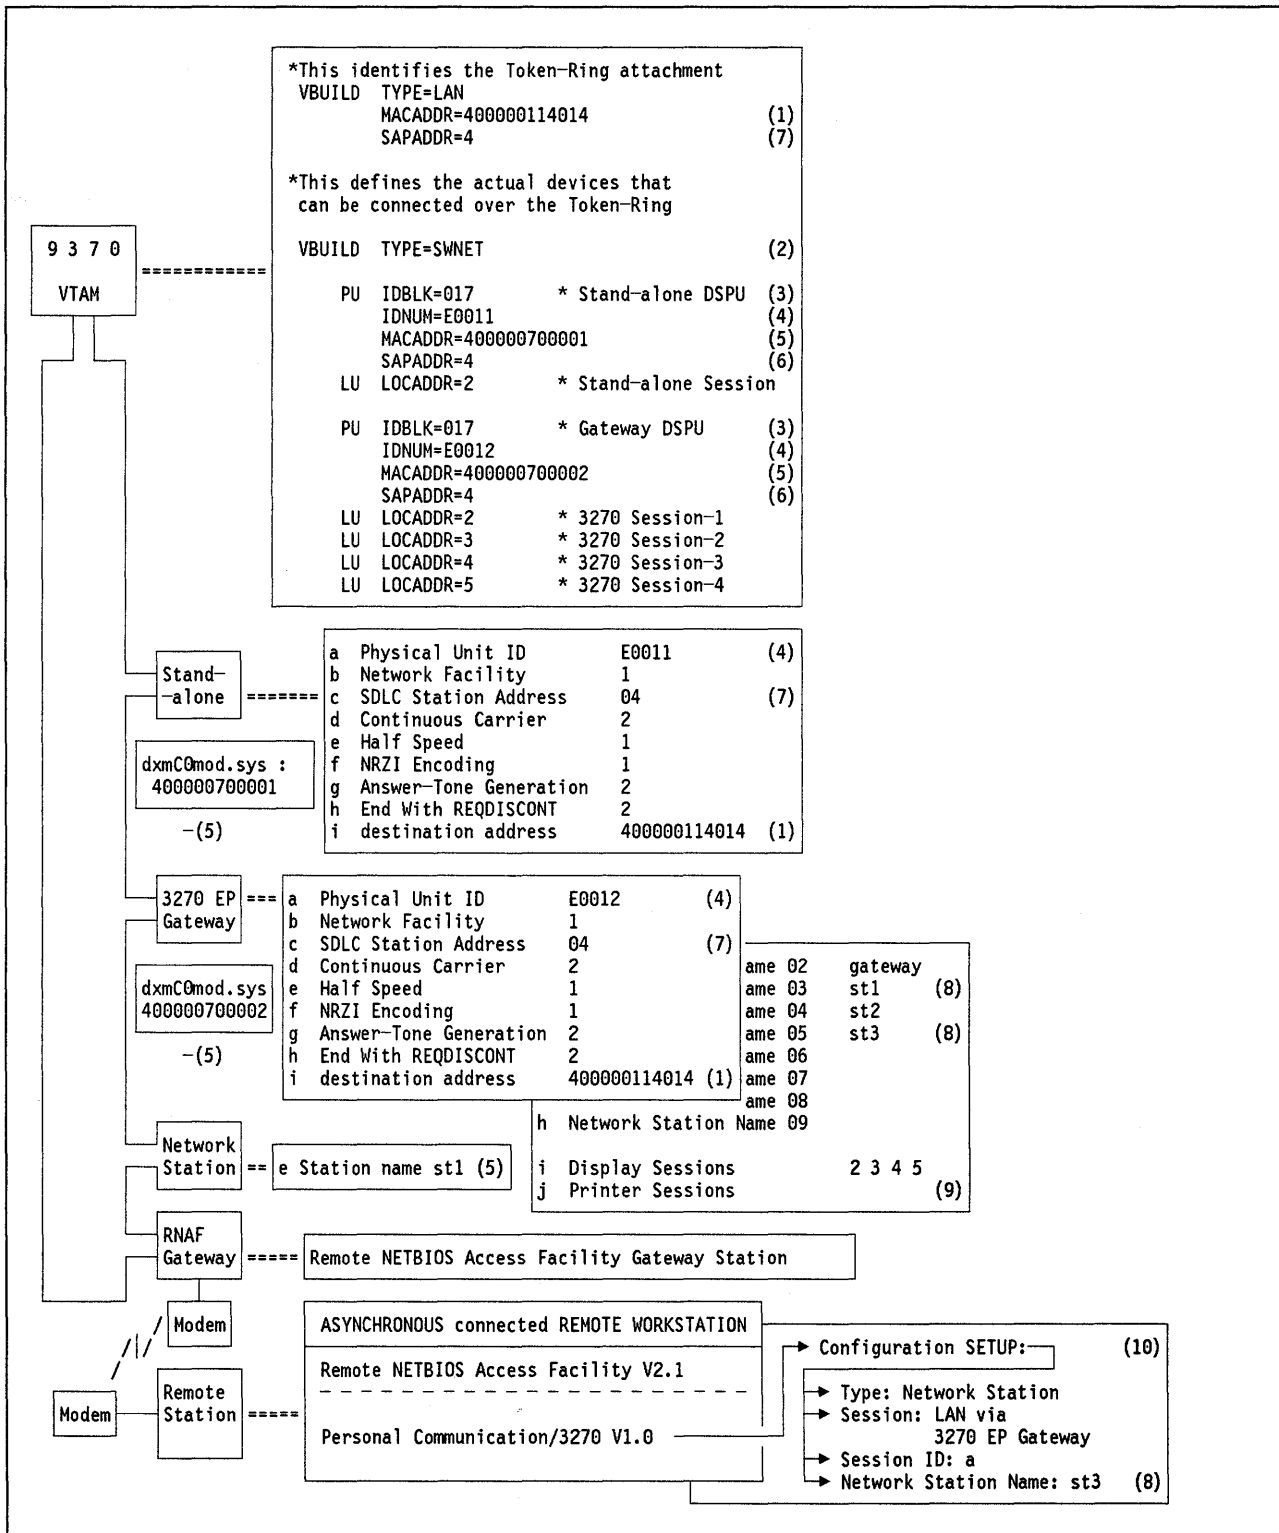 *This identifies the Token-Ring attachment
VBUILD TYPE=LAN
MACADDR=400000114014 (1)
SAPADDR=4 (7)
*This defines the actual devices that
can be connected over the Token-Ring
VBUILD TYPE=SWNET (2)
PU IDBLK=017 * Stand-alone DSPU (3)
IDNUM=E0011 (4)
MACADDR=400000700001 (5)
SAPADDR=4 (6)
LU LOCADDR=2 * Stand-alone Session
PU IDBLK=017 * Gateway DSPU (3)
IDNUM=E0012 (4)
MACADDR=400000700002 (5)
SAPADDR=4 (6)
LU LOCADDR=2 * 3270 Session-1
LU LOCADDR=3 * 3270 Session-2
LU LOCADDR=4 * 3270 Session-3
LU LOCADDR=5 * 3270 Session-4
9 3 7 0
VTAM
============
Stand-
-alone
=======
a Physical Unit ID E0011 (4)
b Network Facility 1
c SDLC Station Address 04 (7)
d Continuous Carrier 2
e Half Speed 1
f NRZI Encoding 1
g Answer-Tone Generation 2
h End With REQDISCONT 2
i destination address 400000114014 (1)
dxmC0mod.sys :
400000700001
-(5)
3270 EP
Gateway
===
a Physical Unit ID E0012 (4)
b Network Facility 1
c SDLC Station Address 04 (7)
d Continuous Carrier 2
e Half Speed 1
f NRZI Encoding 1
g Answer-Tone Generation 2
h End With REQDISCONT 2
i destination address 400000114014 (1)
dxmC0mod.sys
400000700002
-(5)
ame 02 gateway
ame 03 st1 (8)
ame 04 st2
ame 05 st3 (8)
ame 06
ame 07
ame 08
h Network Station Name 09
i Display Sessions 2 3 4 5
j Printer Sessions (9)
Network
Station
==
e Station name st1 (5)
RNAF
Gateway
=====
Remote NETBIOS Access Facility Gateway Station
Modem
ASYNCHRONOUS connected REMOTE WORKSTATION
Remote NETBIOS Access Facility V2.1
Personal Communication/3270 V1.0
Modem
Remote
Station
=====
Configuration SETUP: (10)
Type: Network Station
Session: LAN via
3270 EP Gateway
Session ID: a
Network Station Name: st3 (8)